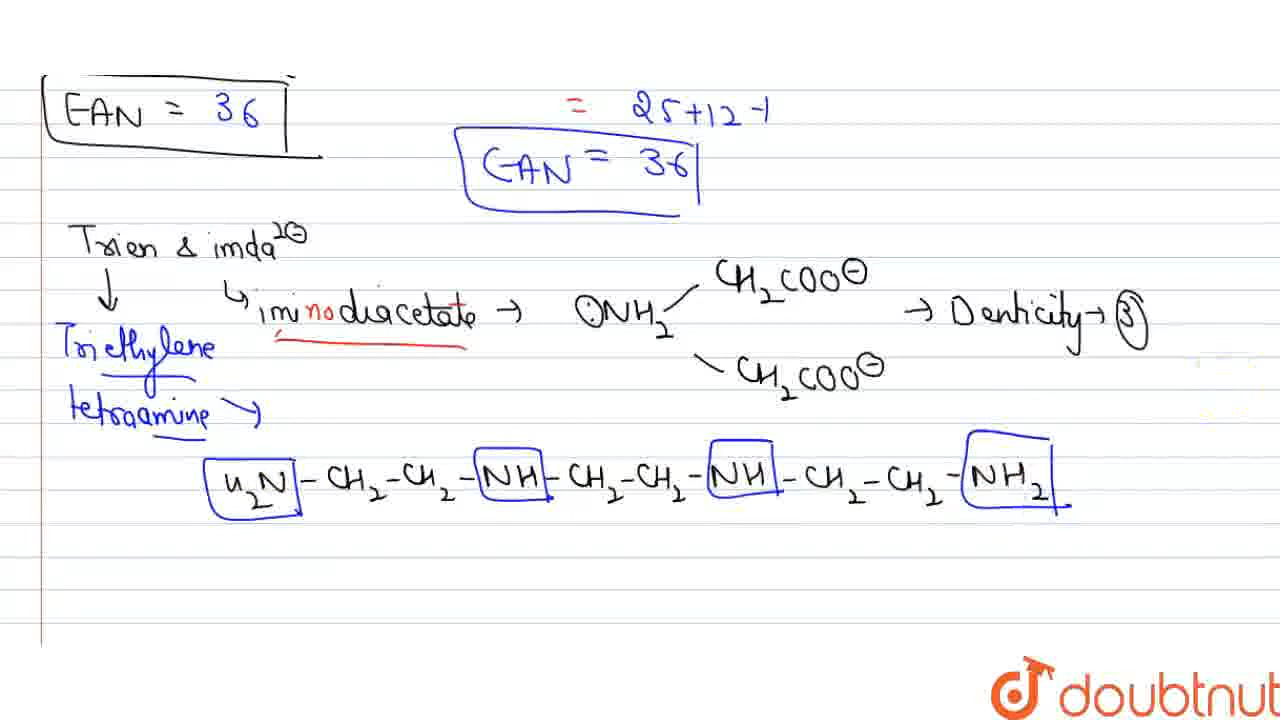 EAN = 36
= 25+12-1
EAN = 36
Trien & imda²⊖
↓
↳ iminodiacetate → :NH₂
CH₂COO⊖
CH₂COO⊖
→ Denticity → ③
Triethylene
tetraamine →
H₂N-CH₂-CH₂-NH-CH₂-CH₂-NH-CH₂-CH₂-NH₂
doubtnut